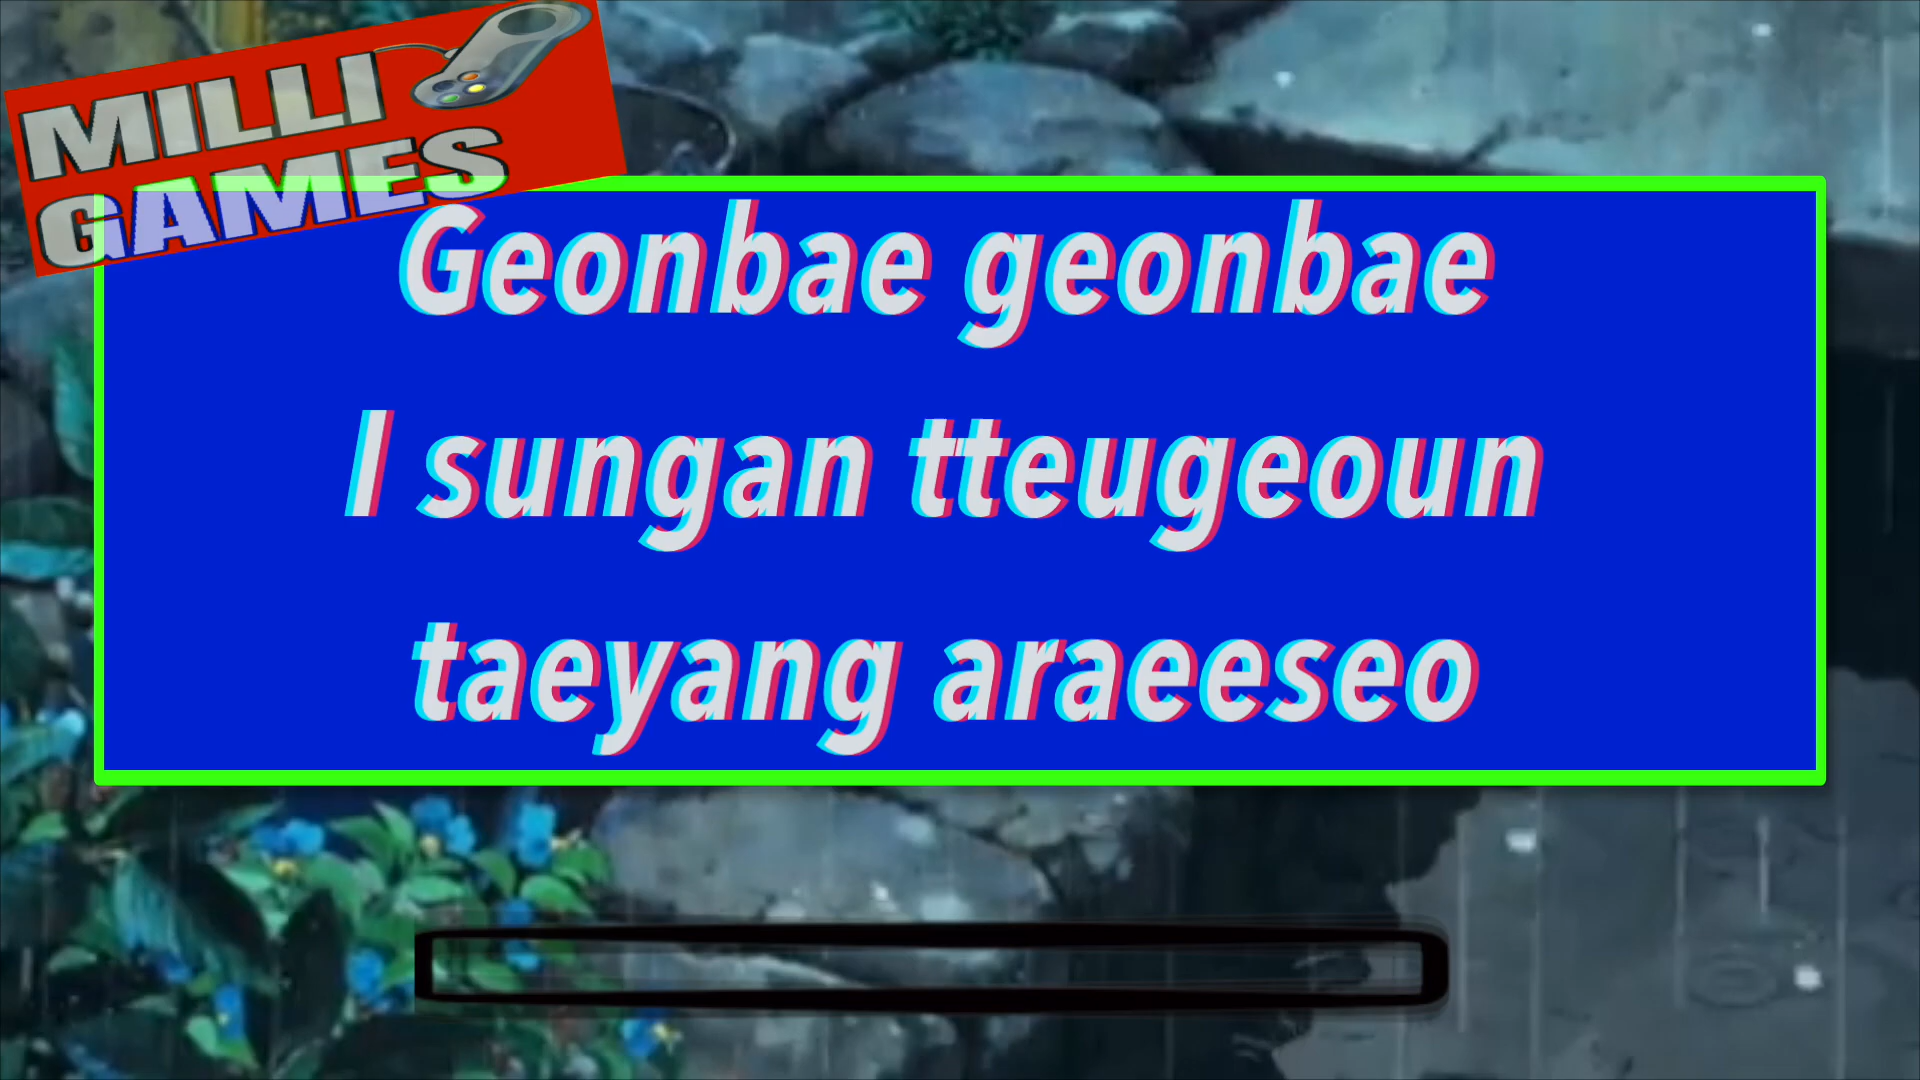 MILLI
GAMES
Geonbae geonbae
I sungan tteugeoun
taeyang araeeseo